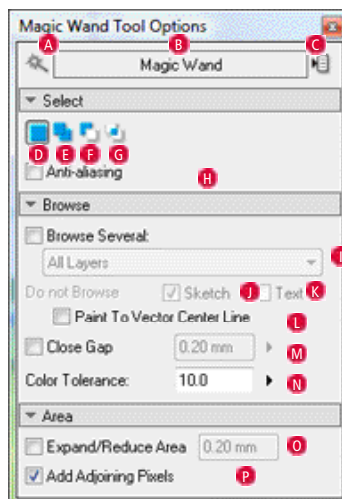 Magic Wand Tool Options
A B C
Magic Wand
Select
D E F G
Anti-aliasing H
Browse
Browse Several:
All Layers I
Do not Browse Sketch J Text K
Paint To Vector Center Line L
Close Gap 0.20 mm M
Color Tolerance: 10.0 N
Area
Expand/Reduce Area 0.20 mm O
Add Adjoining Pixels P